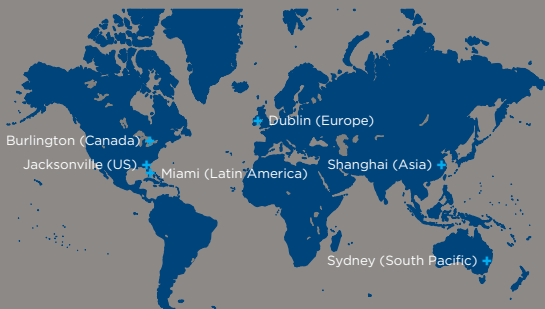 Dublin (Europe)
Burlington (Canada)
Jacksonville (US)
Shanghai (Asia)
Miami (Latin America)
Sydney (South Pacific)